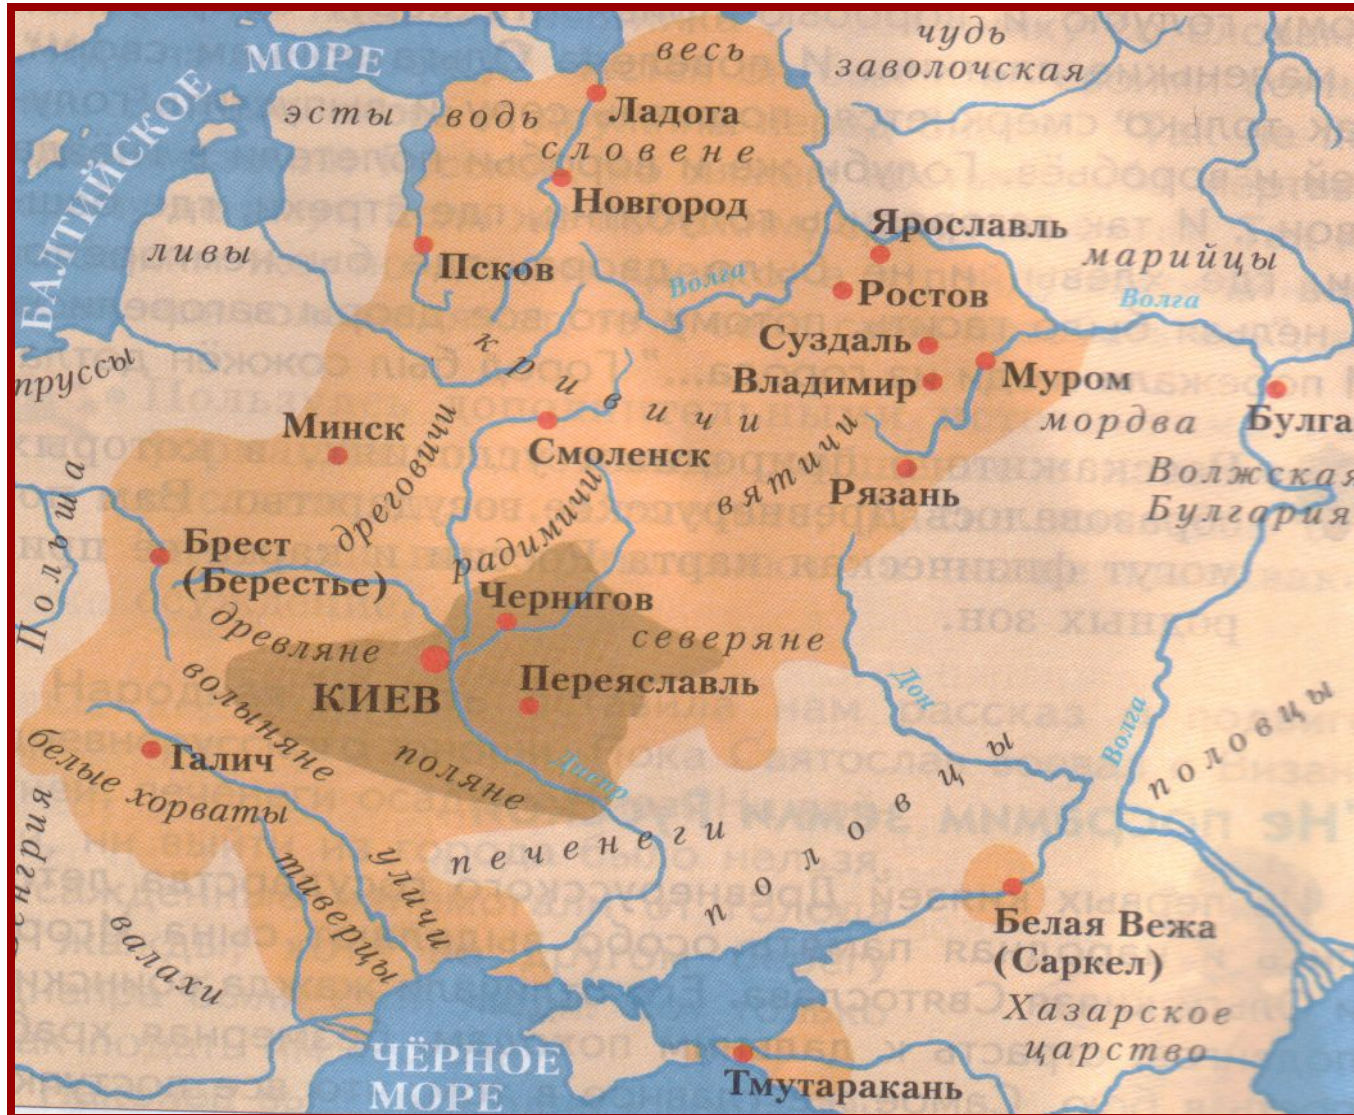 БАЛТИЙСКОЕ МОРЕ
весь
чудь
заволочская
эсты
водь
Ладога
словене
Новгород
ливы
Псков
Волга
Ярославль
марийцы
Ростов
Волга
пруссы
кривичи
Суздаль
Владимир
Муром
Минск
дреговичи
Смоленск
вятичи
мордва
Булга
Рязань
Волжская
Булгария
Польша
Брест
(Берестье)
радимичи
Чернигов
древляне
северяне
КИЕВ
Переяславль
волыняне
Дон
Волга
половцы
Галич
поляне
Днепр
белые хорваты
печенеги
половцы
тиверцы
уличи
енгрия
валахи
Белая Вежа
(Саркел)
Хазарское
царство
ЧЁРНОЕ
МОРЕ
Тмутаракань